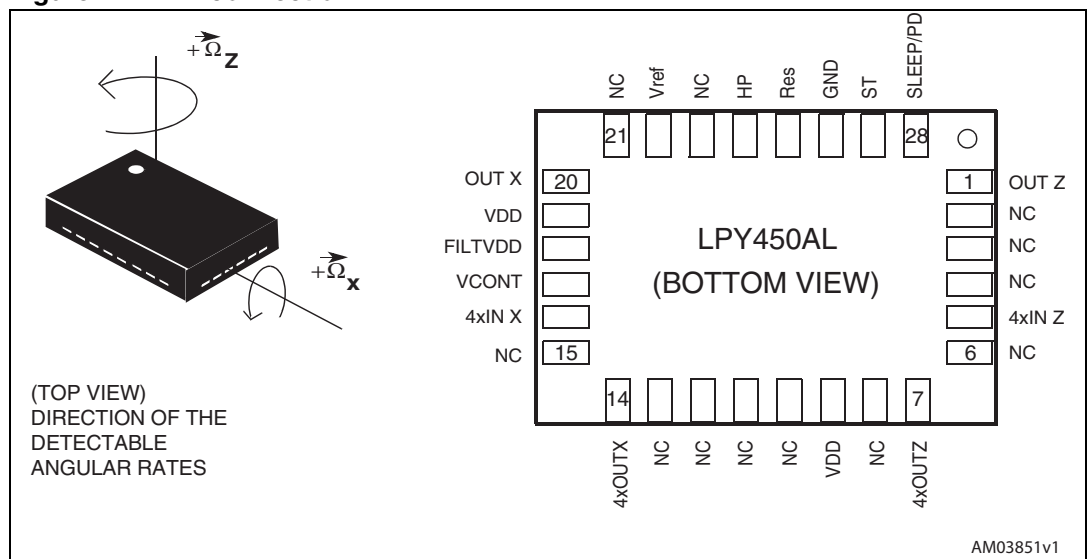 +Ω Z
+Ω x
(TOP VIEW)
DIRECTION OF THE
DETECTABLE
ANGULAR RATES
NC
Vref
NC
HP
Res
GND
ST
SLEEP/PD
21
28
OUT X 20
VDD
FILTVDD
VCONT
4xIN X
NC 15
LPY450AL
(BOTTOM VIEW)
1 OUT Z
NC
NC
NC
4xIN Z
6 NC
14
7
4xOUTX
NC
NC
NC
NC
VDD
NC
4xOUTZ
AM03851v1